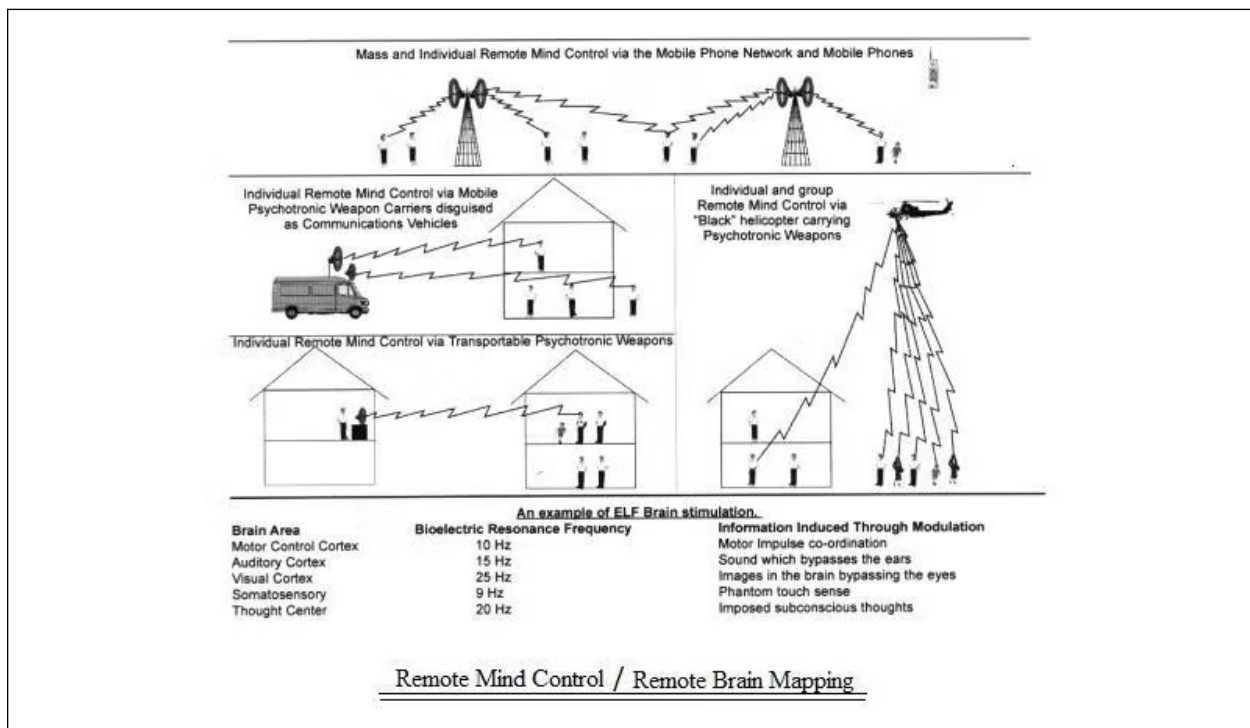 Mass and Individual Remote Mind Control via the Mobile Phone Network and Mobile Phones
Individual Remote Mind Control via Mobile
Psychotronic Weapon Carriers disguised
as Communications Vehicles
Individual and group
Remote Mind Control via
"Black" helicopter carrying
Psychotronic Weapons
Individual Remote Mind Control via Transportable Psychotronic Weapons
An example of ELF Brain stimulation.
Brain Area Bioelectric Resonance Frequency Information Induced Through Modulation
Motor Control Cortex 10 Hz Motor Impulse co-ordination
Auditory Cortex 15 Hz Sound which bypasses the ears
Visual Cortex 25 Hz Images in the brain bypassing the eyes
Somatosensory 9 Hz Phantom touch sense
Thought Center 20 Hz Imposed subconscious thoughts
Remote Mind Control / Remote Brain Mapping